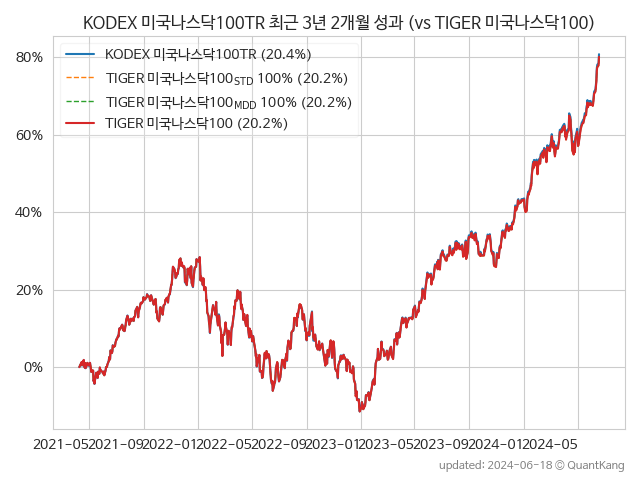 KODEX 미국나스닥100TR 최근 3년 2개월 성과 (vs TIGER 미국나스닥100)
KODEX 미국나스닥100TR (20.4%)
TIGER 미국나스닥100STD 100% (20.2%)
TIGER 미국나스닥100MDD 100% (20.2%)
TIGER 미국나스닥100 (20.2%)
80%
60%
40%
20%
0%
2021-05 2021-09 2022-01 2022-05 2022-09 2023-01 2023-05 2023-09 2024-01 2024-05
updated: 2024-06-18 © QuantKang